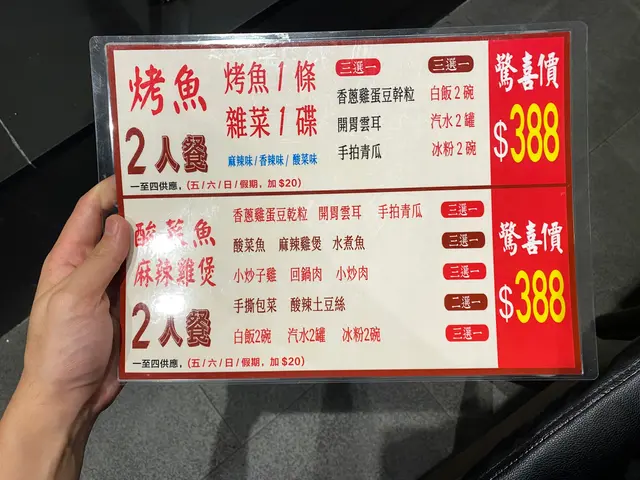 烤魚
2人餐
烤魚1條
雜菜1碟
麻辣味/香辣味/酸菜味
三選一
香蔥雞蛋豆幹粒
開胃雲耳
手拍青瓜
三選一
白飯2碗
汽水2罐
冰粉2碗
驚喜價
$388
一至四供應,(五/六/日/假期,加$20)
酸菜魚
麻辣雞煲
2人餐
香蔥雞蛋豆乾粒 開胃雲耳 手拍青瓜 三選一
酸菜魚 麻辣雞煲 水煮魚 三選一
小炒子雞 回鍋肉 小炒肉 三選一
手撕包菜 酸辣土豆絲 二選一
白飯2碗 汽水2罐 冰粉2碗 三選一
驚喜價
$388
一至四供應,(五/六/日/假期,加$20)